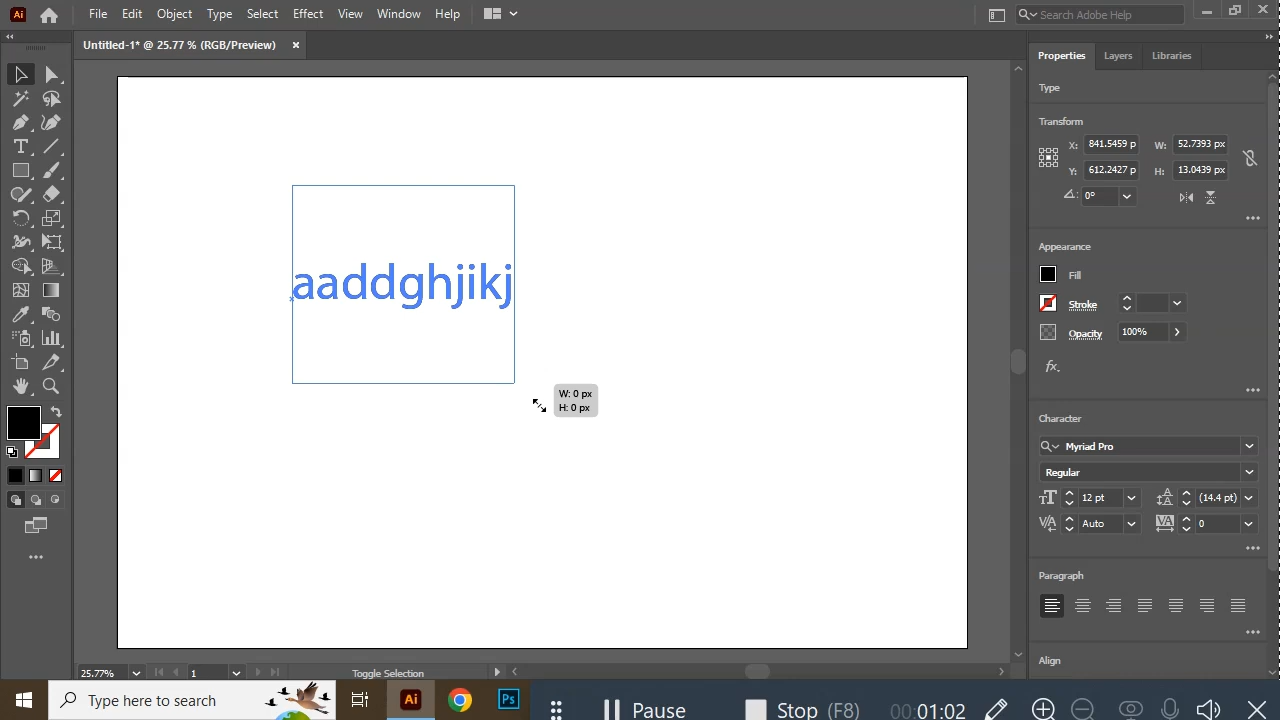 Ai File Edit Object Type Select Effect View Window Help Search Adobe Help
Untitled-1* @ 25.77 % (RGB/Preview)
Properties Layers Libraries
Type
Transform
X: 841.5459 p W: 52.7393 px
Y: 612.2427 p H: 13.0439 px
0°
Appearance
Fill
Stroke
Opacity 100%
fx.
Character
Myriad Pro
Regular
12 pt (14.4 pt)
Auto 0
Paragraph
Align
aaddghjikj
W: 0 px
H: 0 px
25.77% 1 Toggle Selection
Type here to search Ai Ps Pause Stop (F8) 00:01:02